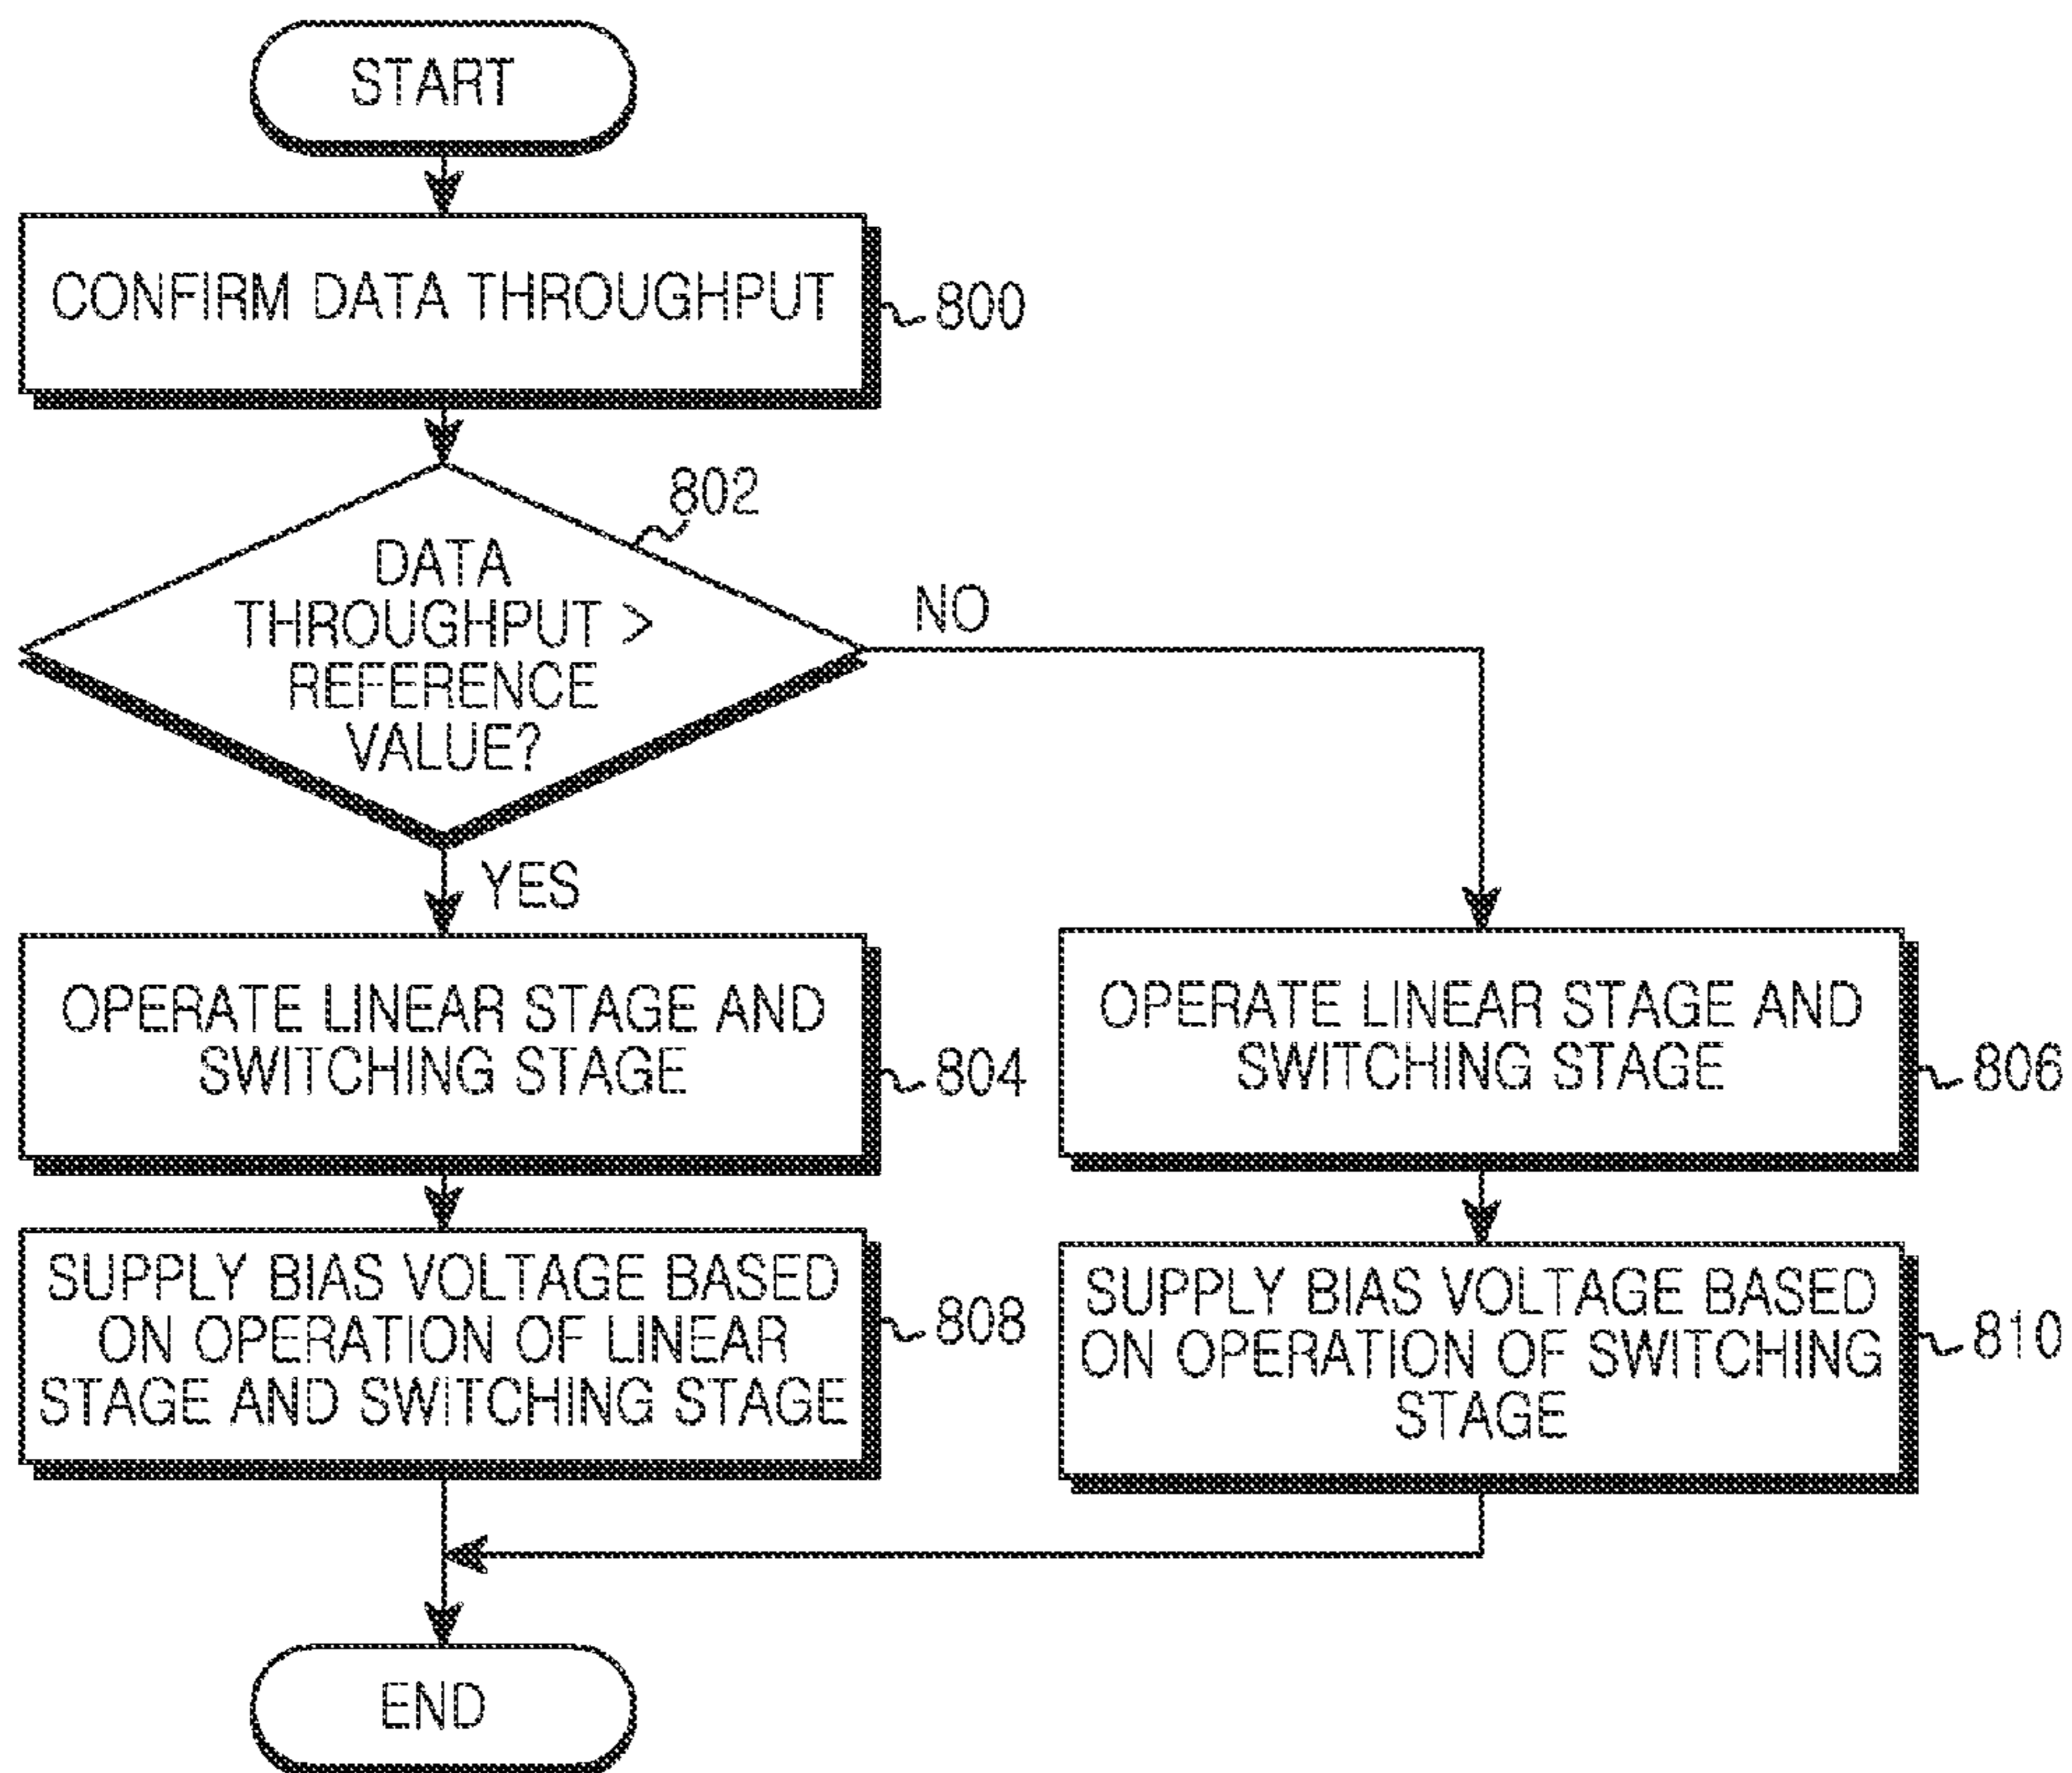 START
CONFIRM DATA THROUGHPUT
800
802
DATA
THROUGHPUT >
REFERENCE
VALUE?
NO
YES
OPERATE LINEAR STAGE AND
SWITCHING STAGE
804
OPERATE LINEAR STAGE AND
SWITCHING STAGE
806
SUPPLY BIAS VOLTAGE BASED
ON OPERATION OF LINEAR
STAGE AND SWITCHING STAGE
808
SUPPLY BIAS VOLTAGE BASED
ON OPERATION OF SWITCHING
STAGE
810
END